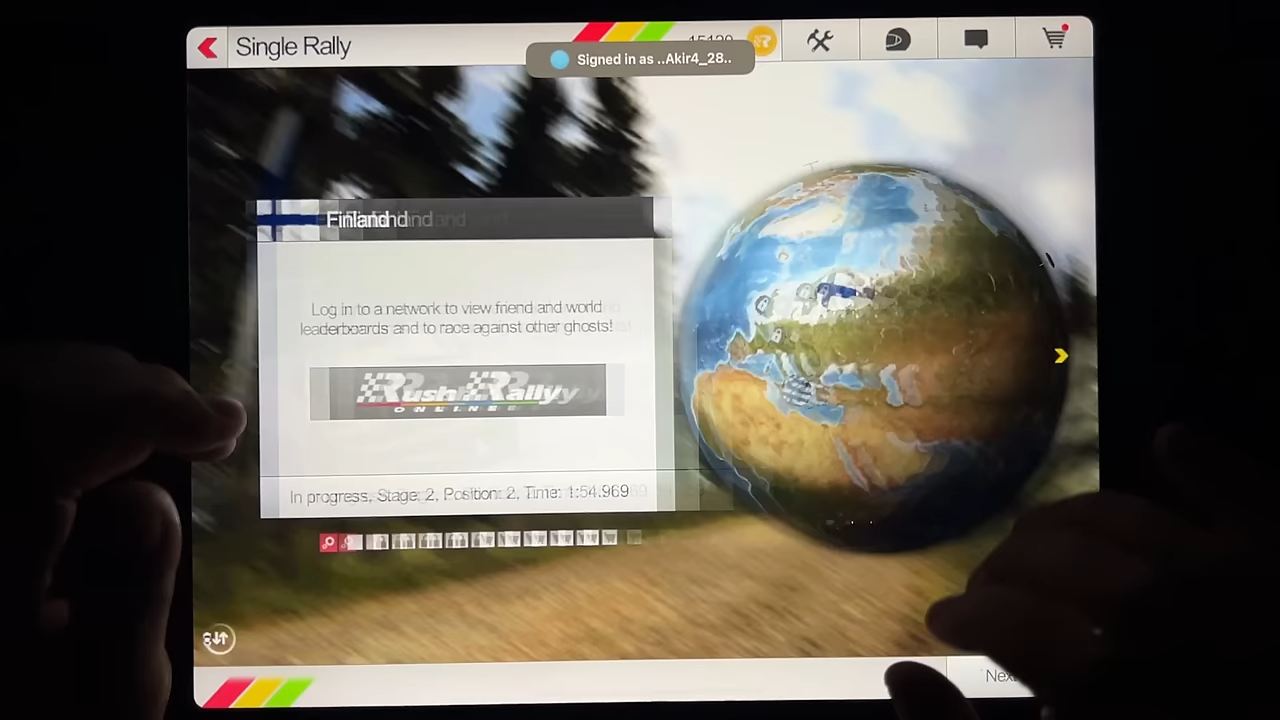 Single Rally
Signed in as ..Akir4_28..
Finland
Log in to a network to view friend and world
leaderboards and to race against other ghosts!
Rush Rally
ONLINE
In progress, Stage: 2, Position: 2, Time: 1:54.969